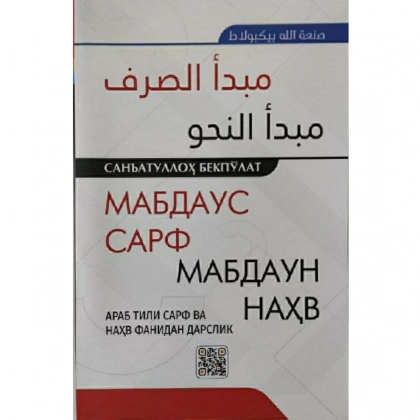 صنعة الله بيكبولاط
مبدأ الصرف
مبدأ النحو
САНЪАТУЛЛОҲ БЕКПЎЛАТ
МАБДАУС
САРФ
МАБДАУН
НАҲВ
АРАБ ТИЛИ САРФ ВА
НАҲВ ФАНИДАН ДАРСЛИК